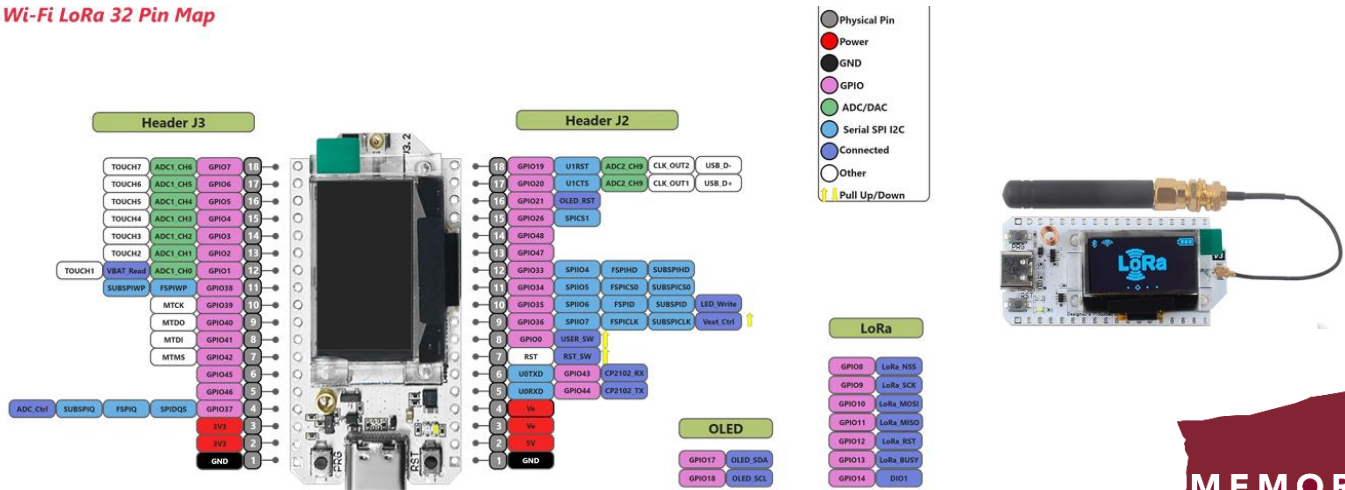 Wi-Fi LoRa 32 Pin Map
Physical Pin
Power
GND
GPIO
ADC/DAC
Serial SPI I2C
Connected
Other
Pull Up/Down
Header J3
TOUCH7 ADC1_CH6 GPIO7 18
TOUCH6 ADC1_CH5 GPIO6 17
TOUCH5 ADC1_CH4 GPIO5 16
TOUCH4 ADC1_CH3 GPIO4 15
TOUCH3 ADC1_CH2 GPIO3 14
TOUCH2 ADC1_CH1 GPIO2 13
TOUCH1 VBAT_Read ADC1_CH0 GPIO1 12
SUBSPIWP FSPIWP GPIO38 11
MTCK GPIO39 10
MTDO GPIO40 9
MTDI GPIO41 8
MTMS GPIO42 7
GPIO45 6
GPIO46 5
ADC_Ctrl SUBSPIQ FSPIQ SPIDQS GPIO37 4
3V3 3
3V3 2
GND 1
V3.2
PRG
RST
Header J2
18 GPIO19 U1RST ADC2_CH9 CLK_OUT2 USB_D-
17 GPIO20 U1CTS ADC2_CH9 CLK_OUT1 USB_D+
16 GPIO21 OLED_RST
15 GPIO26 SPICS1
14 GPIO48
13 GPIO47
12 GPIO33 SPIIO4 FSPIHD SUBSPIHD
11 GPIO34 SPIIO5 FSPICS0 SUBSPICS0
10 GPIO35 SPIIO6 FSPID SUBSPID LED_Write
9 GPIO36 SPIIO7 FSPICLK SUBSPICLK Vext_Ctrl
8 GPIO0 USER_SW
7 RST RST_SW
6 U0TXD GPIO43 CP2102_RX
5 U0RXD GPIO44 CP2102_TX
4 Ve
3 Ve
2 5V
1 GND
OLED
GPIO17 OLED_SDA
GPIO18 OLED_SCL
LoRa
GPIO8 LoRa_NSS
GPIO9 LoRa_SCK
GPIO10 LoRa_MOSI
GPIO11 LoRa_MISO
GPIO12 LoRa_RST
GPIO13 LoRa_BUSY
GPIO14 DIO1
PRG
LoRa
V3
RST
MEMOR